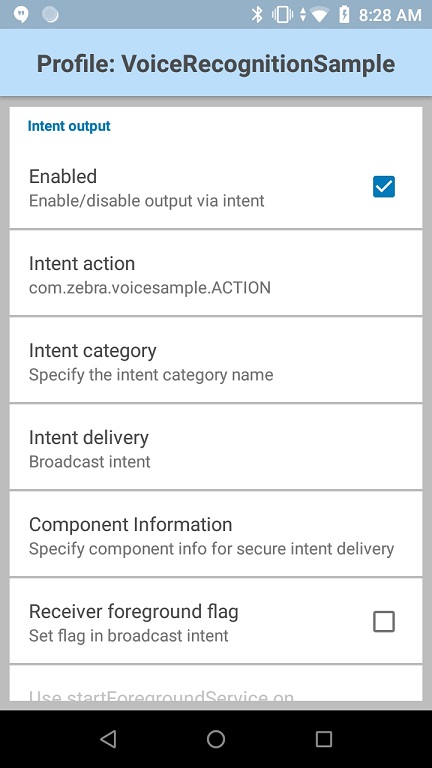 8:28 AM
Profile: VoiceRecognitionSample
Intent output
Enabled
Enable/disable output via intent
Intent action
com.zebra.voicesample.ACTION
Intent category
Specify the intent category name
Intent delivery
Broadcast intent
Component Information
Specify component info for secure intent delivery
Receiver foreground flag
Set flag in broadcast intent
Use startForegroundService on